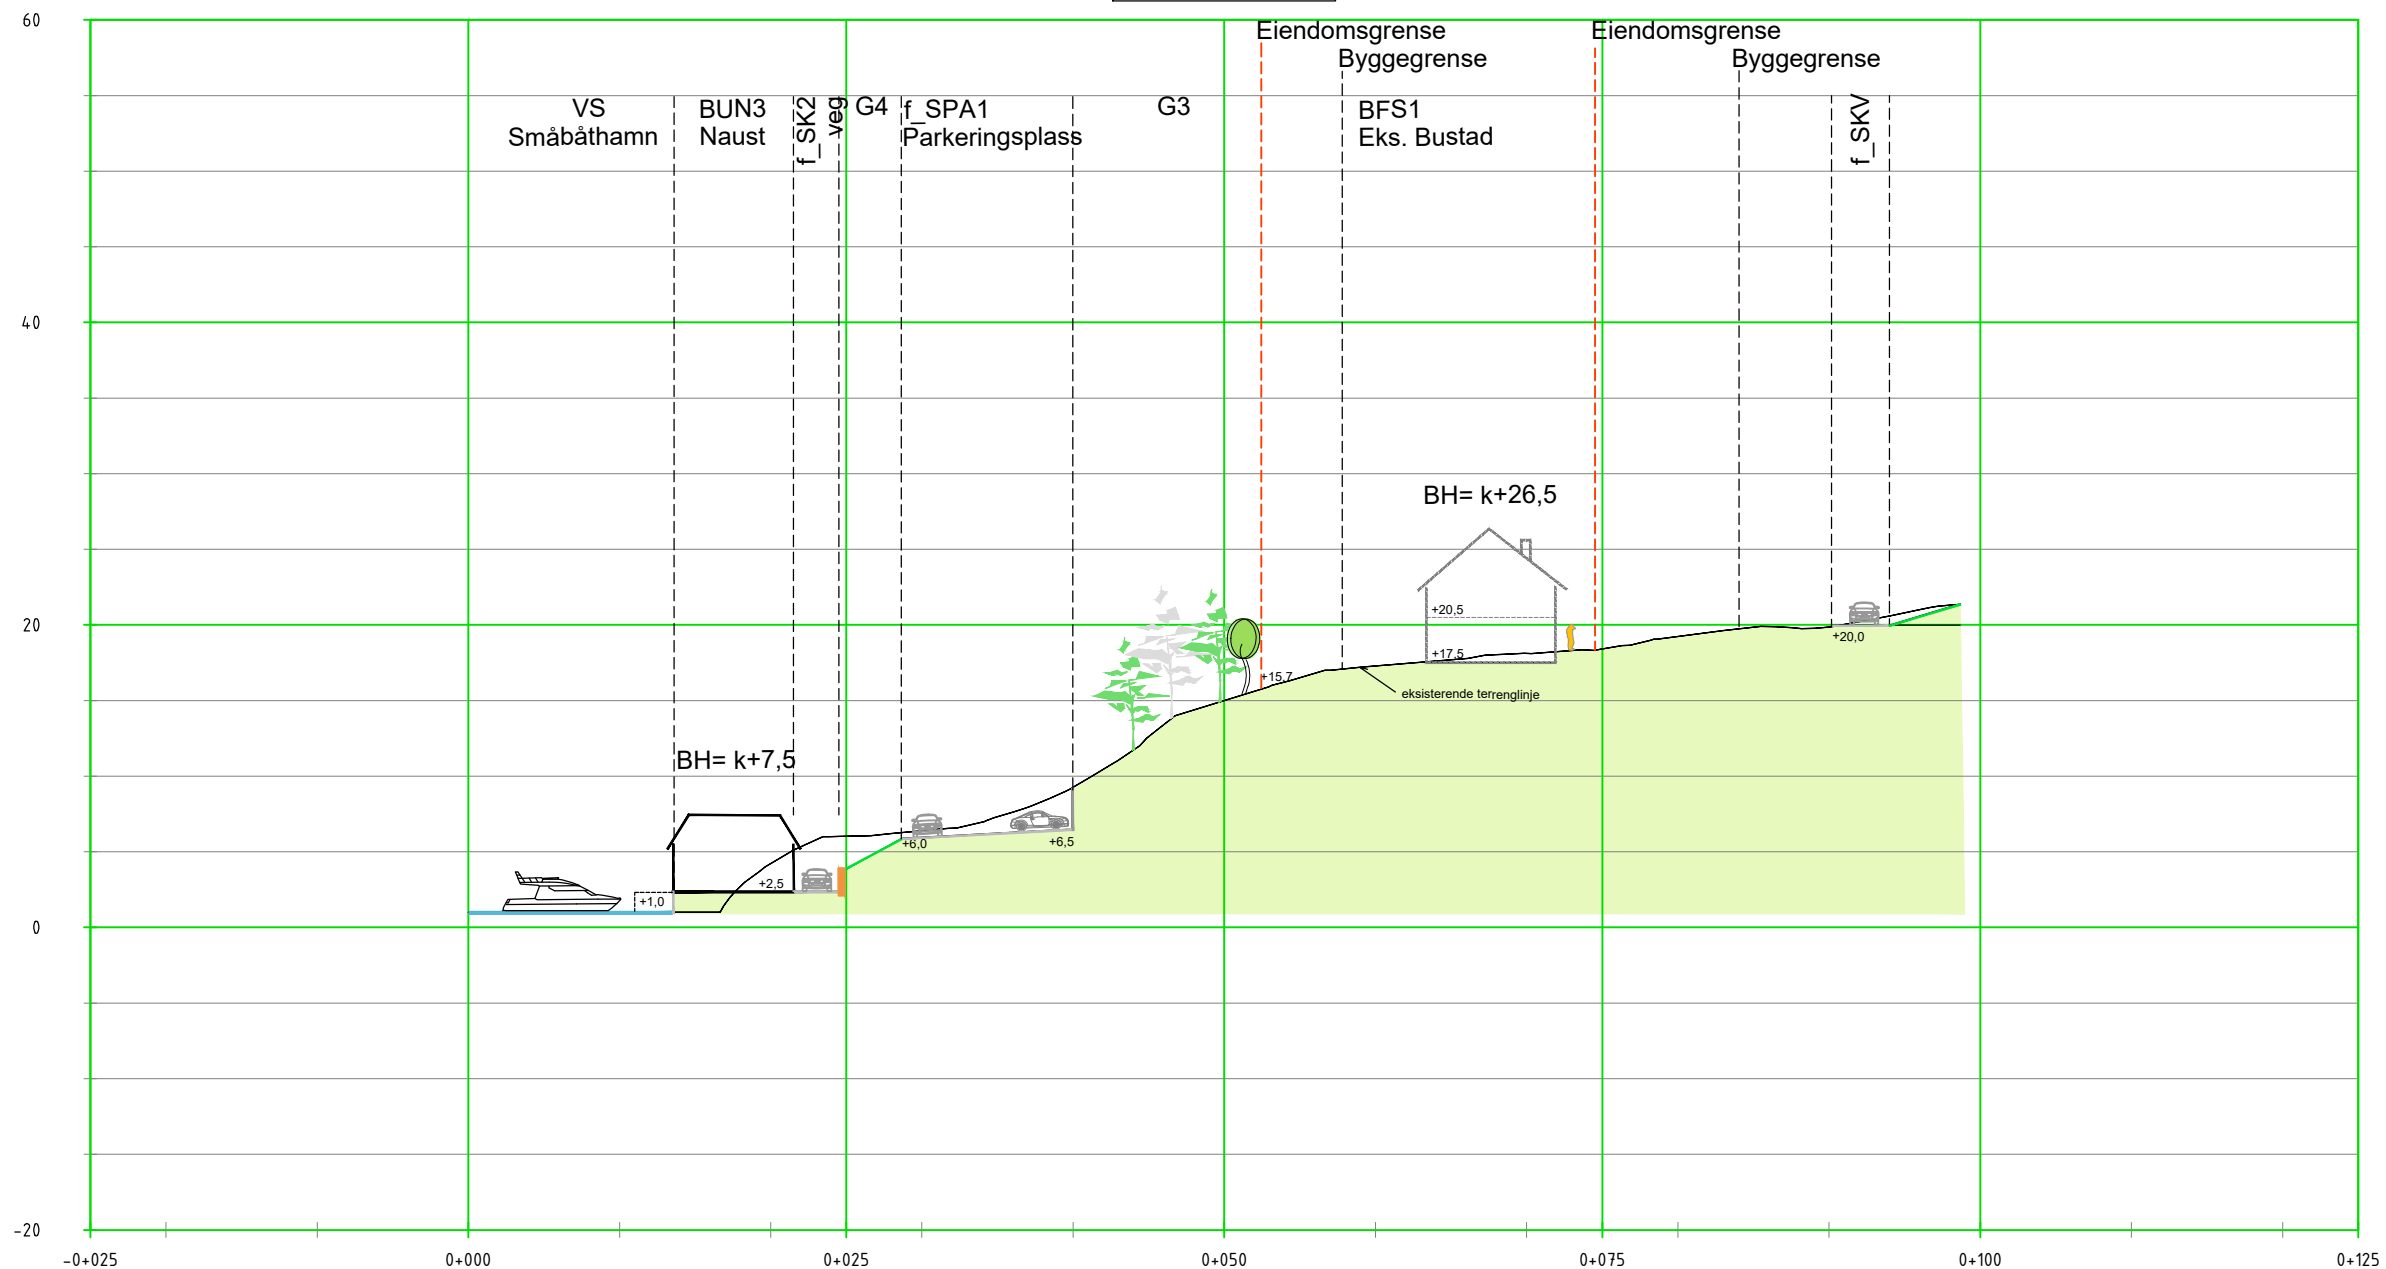 60
Eiendomsgrense
Eiendomsgrense
Byggegrense
Byggegrense
VS
Småbåthamn
BUN3
Naust
f_SK2
veg
G4
f_SPA1
Parkeringsplass
G3
BFS1
Eks. Bustad
f_SKV
40
BH= k+26,5
+20,5
20
+20,0
+17,5
+15,7
eksisterende terrenglinje
BH= k+7,5
+6,0
+6,5
+2,5
+1,0
0
-20
-0+025
0+000
0+025
0+050
0+075
0+100
0+125